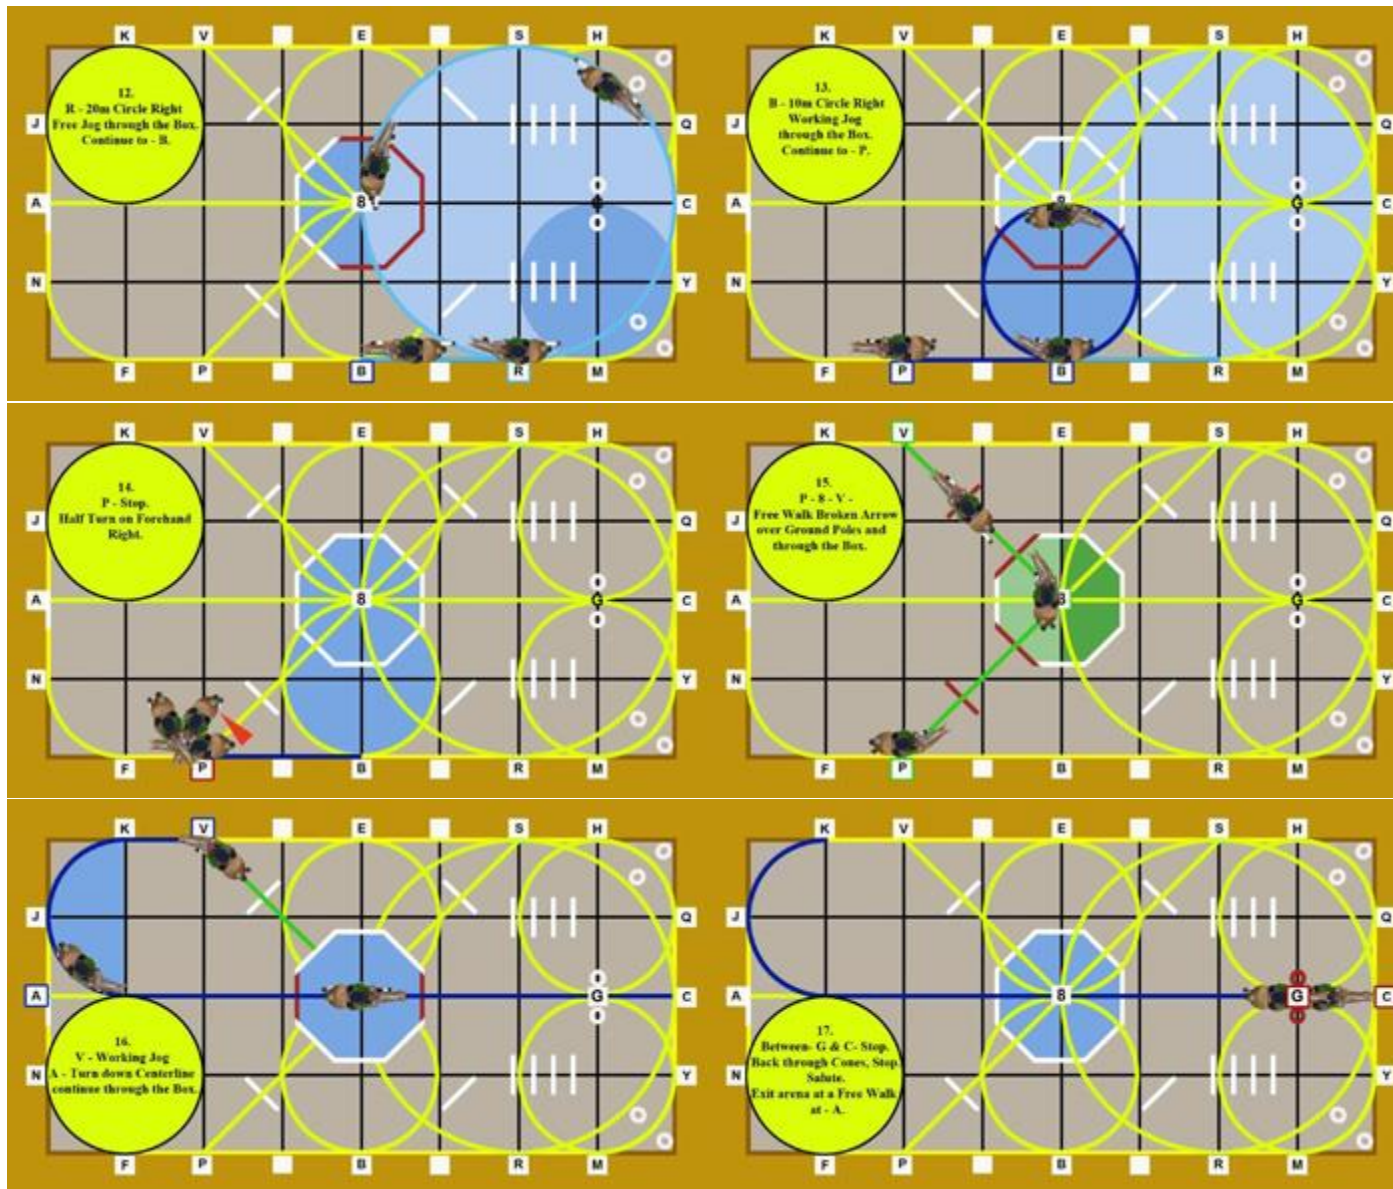 K V E S H
12.
R - 20m Circle Right
Free Jog through the Box.
Continue to - B.
J Q
A 8 C
N Y
F P B R M
K V E S H
13.
B - 10m Circle Right
Working Jog
through the Box.
Continue to - P.
J Q
A 8 G C
N Y
F P B R M
K V E S H
14.
P - Stop.
Half Turn on Forehand
Right.
J Q
A 8 G C
N Y
F P B R M
K V E S H
15.
P - 8 - V -
Free Walk Broken Arrow
over Ground Poles and
through the Box.
J Q
A 8 G C
N Y
F P B R M
K V E S H
J Q
A G C
16.
V - Working Jog
A - Turn down Centerline
continue through the Box.
N Y
F P B R M
K V E S H
J Q
A 8 G C
17.
Between- G & C- Stop.
Back through Cones, Stop.
Salute.
Exit arena at a Free Walk
at - A.
N Y
F P B R M